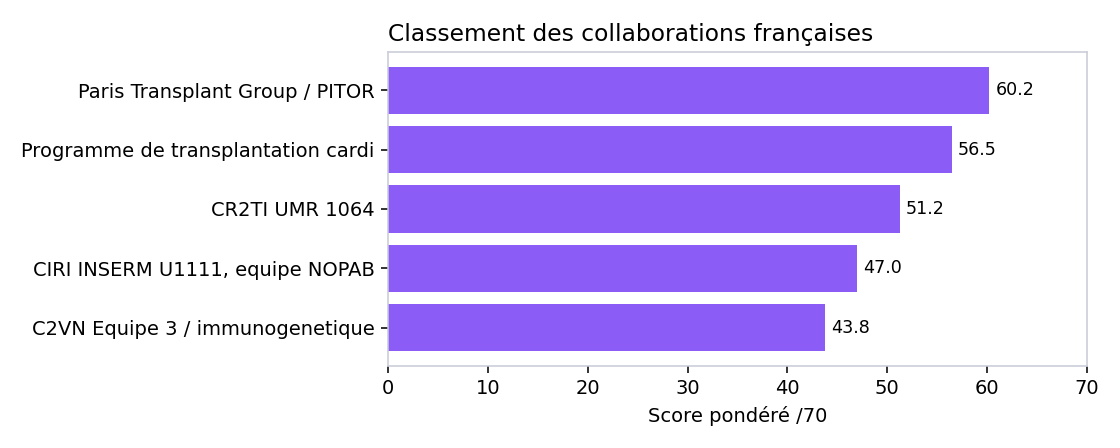 Classement des collaborations françaises
Paris Transplant Group / PITOR 60.2
Programme de transplantation cardi 56.5
CR2TI UMR 1064 51.2
CIRI INSERM U1111, equipe NOPAB 47.0
C2VN Equipe 3 / immunogenetique 43.8
0 10 20 30 40 50 60 70
Score pondéré /70